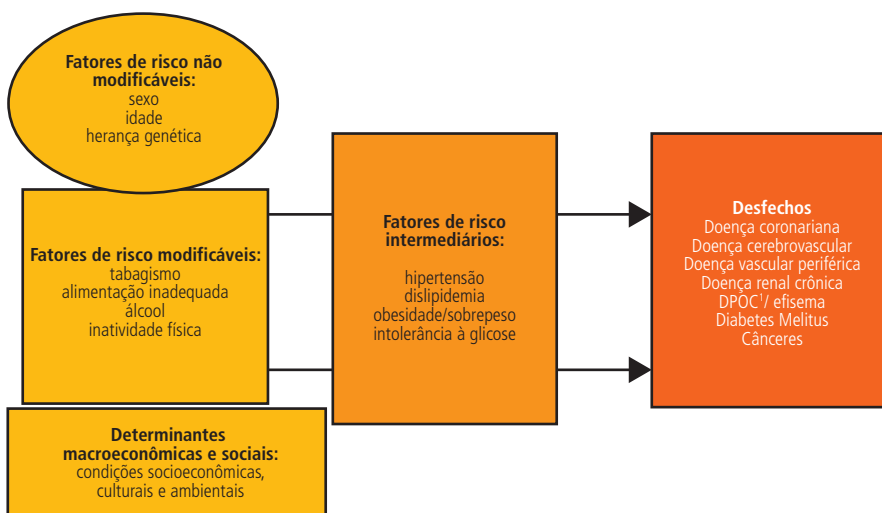 Fatores de risco não
modificáveis:
sexo
idade
herança genética
Fatores de risco modificáveis:
tabagismo
alimentação inadequada
álcool
inatividade física
Determinantes
macroeconômicas e sociais:
condições socioeconômicas,
culturais e ambientais
Fatores de risco
intermediários:
hipertensão
dislipidemia
obesidade/sobrepeso
intolerância à glicose
Desfechos
Doença coronariana
Doença cerebrovascular
Doença vascular periférica
Doença renal crônica
DPOC¹/ efisema
Diabetes Melitus
Cânceres